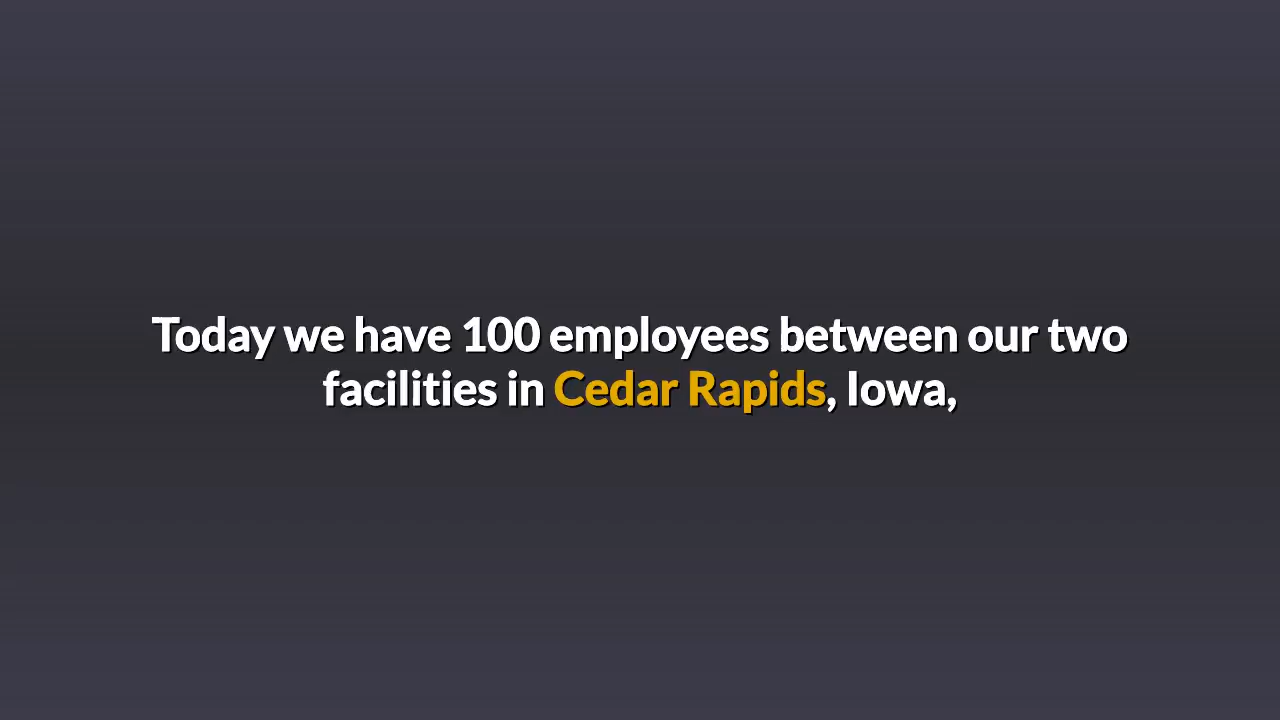 Today we have 100 employees between our two
facilities in Cedar Rapids, Iowa,